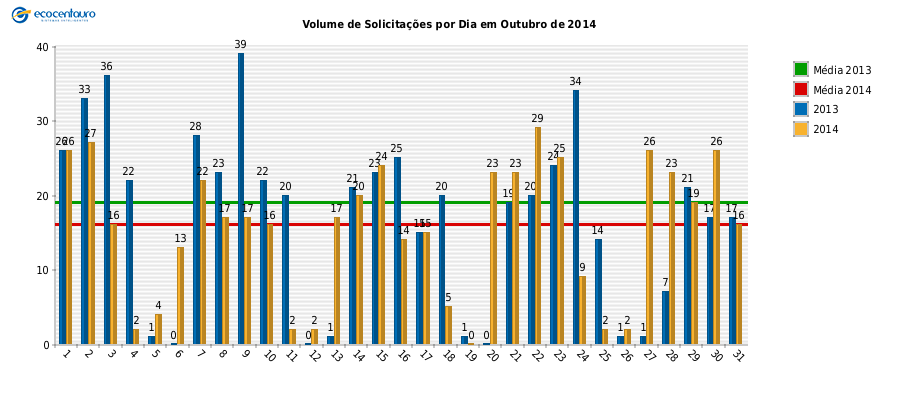 ecocentauro
Volume de Solicitações por Dia em Outubro de 2014
40
30
20
10
0
26 26 33 27 36 16 22 2 1 4 0 13 28 22 23 17 39 17 22 16 20 2 0 2 1 17 21 20 23 24 25 14 15 15 20 5 1 0 0 23 19 23 20 29 24 25 34 9 14 2 1 2 1 26 7 23 21 19 17 26 17 16
1 2 3 4 5 6 7 8 9 10 11 12 13 14 15 16 17 18 19 20 21 22 23 24 25 26 27 28 29 30 31
Média 2013
Média 2014
2013
2014